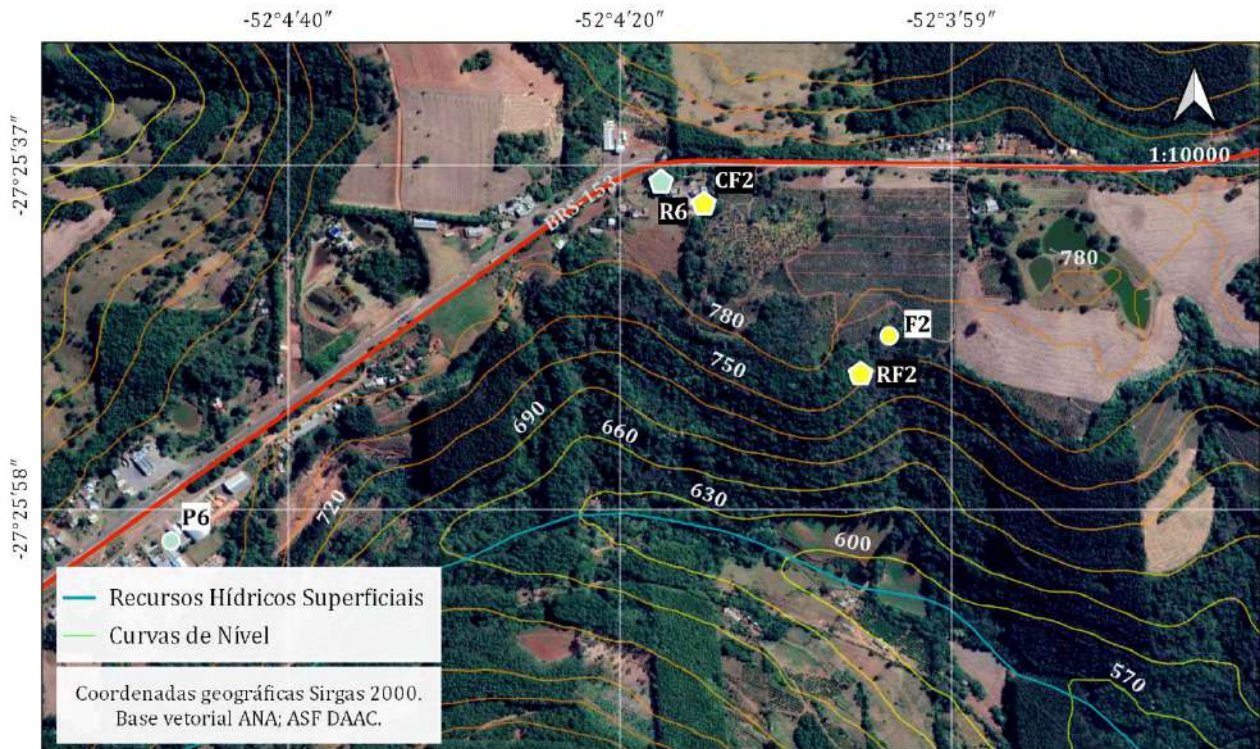 -52°4′40″
-52°4′20″
-52°3′59″
-27°25′37″
1:10000
BRS-153
CF2
R6
780
780
F2
750
RF2
690
660
630
720
-27°25′58″
P6
600
570
Recursos Hídricos Superficiais
Curvas de Nível
Coordenadas geográficas Sirgas 2000.
Base vetorial ANA; ASF DAAC.